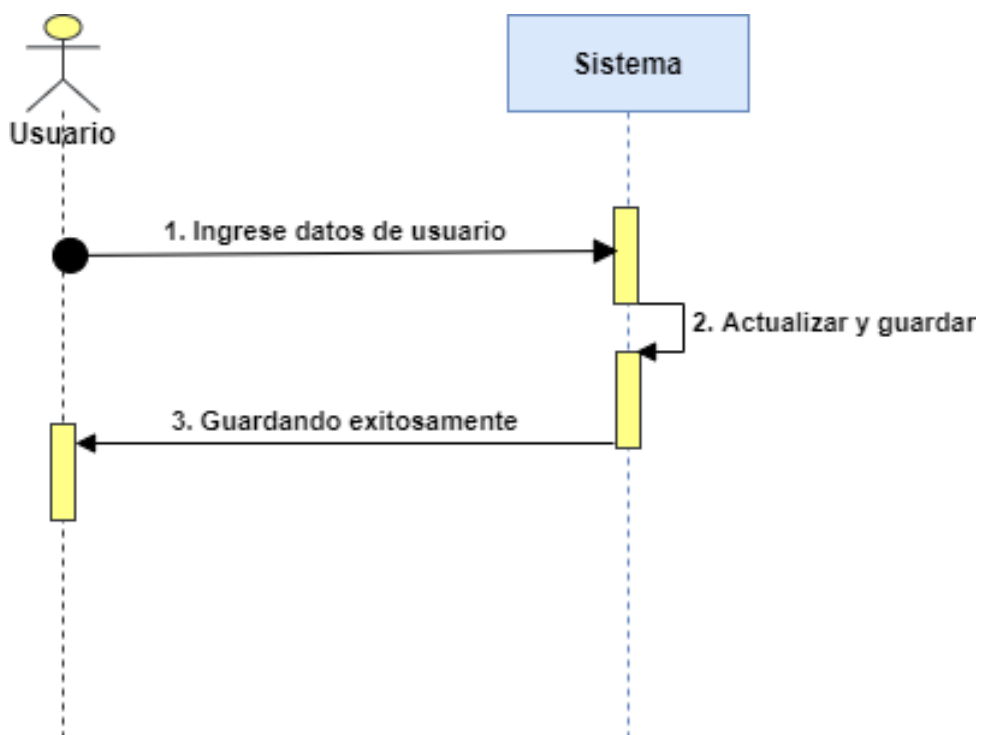 Sistema
Usuario
1. Ingrese datos de usuario
2. Actualizar y guardar
3. Guardando exitosamente